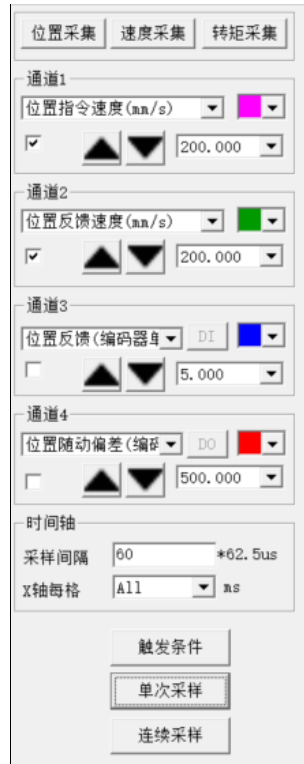 位置采集 速度采集 转矩采集
通道1
位置指令速度(mm/s)
200.000
通道2
位置反馈速度(mm/s)
200.000
通道3
位置反馈(编码器 DI
5.000
通道4
位置随动偏差(编 DO
500.000
时间轴
采样间隔 60 *62.5us
X轴每格 All ms
触发条件
单次采样
连续采样